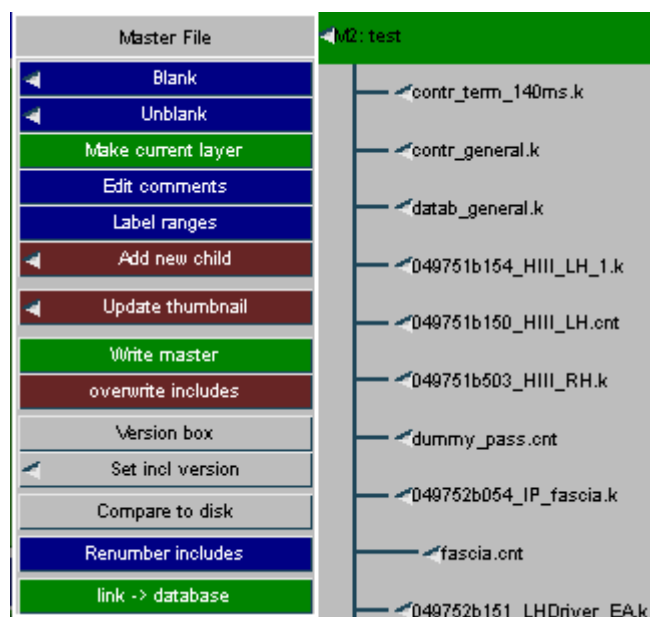 Master File
Blank
Unblank
Make current layer
Edit comments
Label ranges
Add new child
Update thumbnail
Write master
overwrite includes
Version box
Set incl version
Compare to disk
Renumber includes
link -> database
M2: test
contr_term_140ms.k
contr_general.k
datab_general.k
049751b154_HIII_LH_1.k
049751b150_HIII_LH.cnt
049751b503_HIII_RH.k
dummy_pass.cnt
049752b054_IP_fascia.k
fascia.cnt
049752b151_LHDriver_EA.k